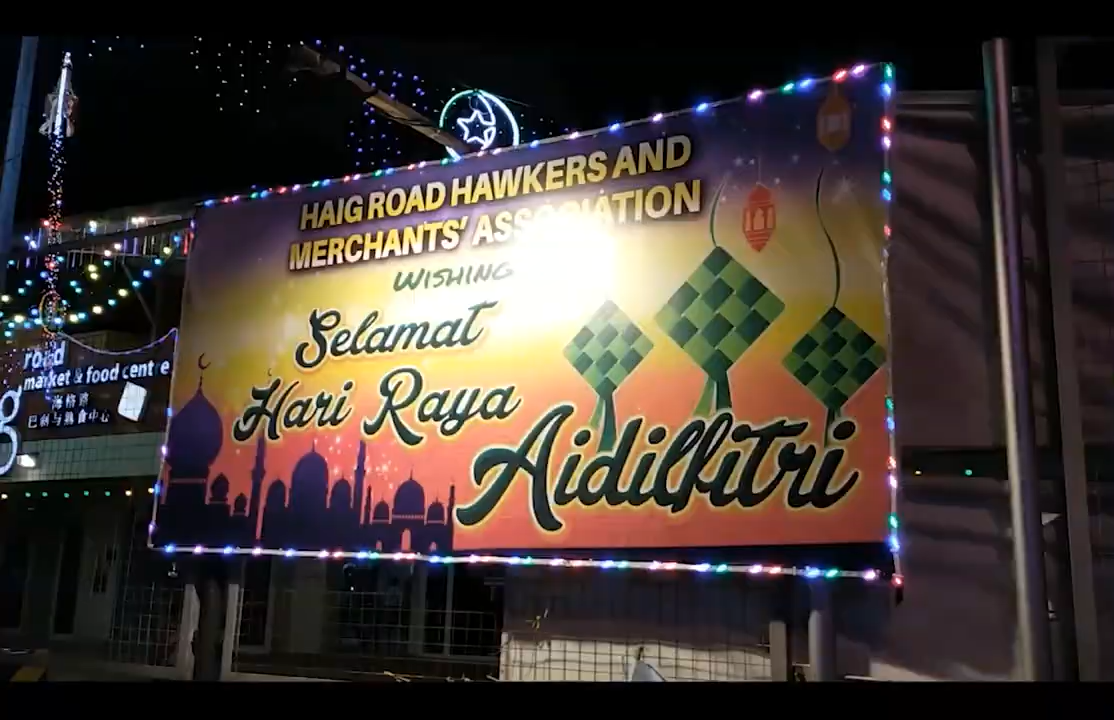 HAIG ROAD HAWKERS AND
MERCHANTS' ASSOCIATION
WISHING
Selamat
Hari Raya
Aidilfitri
road
market & food centre
海格路
巴刹与熟食中心